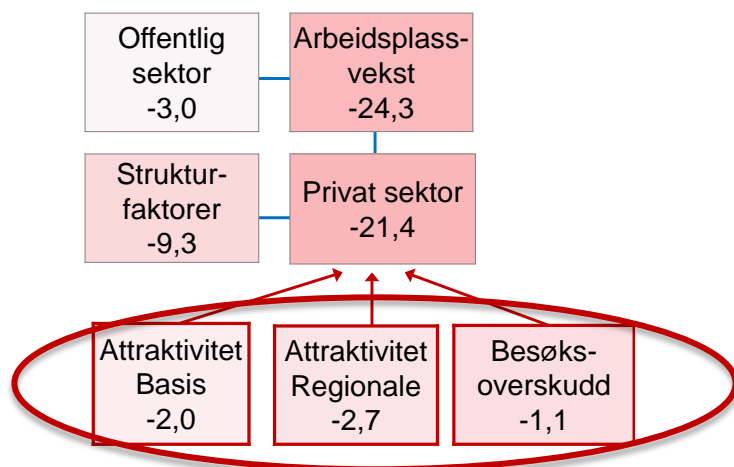 Offentlig
sektor
-3,0
Arbeidsplass-
vekst
-24,3
Struktur-
faktorer
-9,3
Privat sektor
-21,4
Attraktivitet
Basis
-2,0
Attraktivitet
Regionale
-2,7
Besøks-
overskudd
-1,1